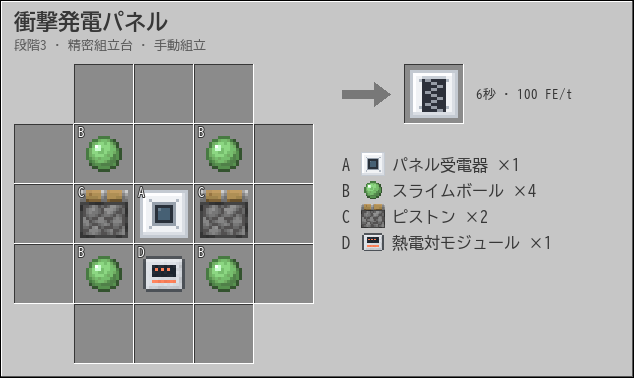 衝撃発電パネル
段階3 · 精密組立台 · 手動組立
6秒 · 100 FE/t
B B
C A C
B D B
A パネル受電器 ×1
B スライムボール ×4
C ピストン ×2
D 熱電対モジュール ×1